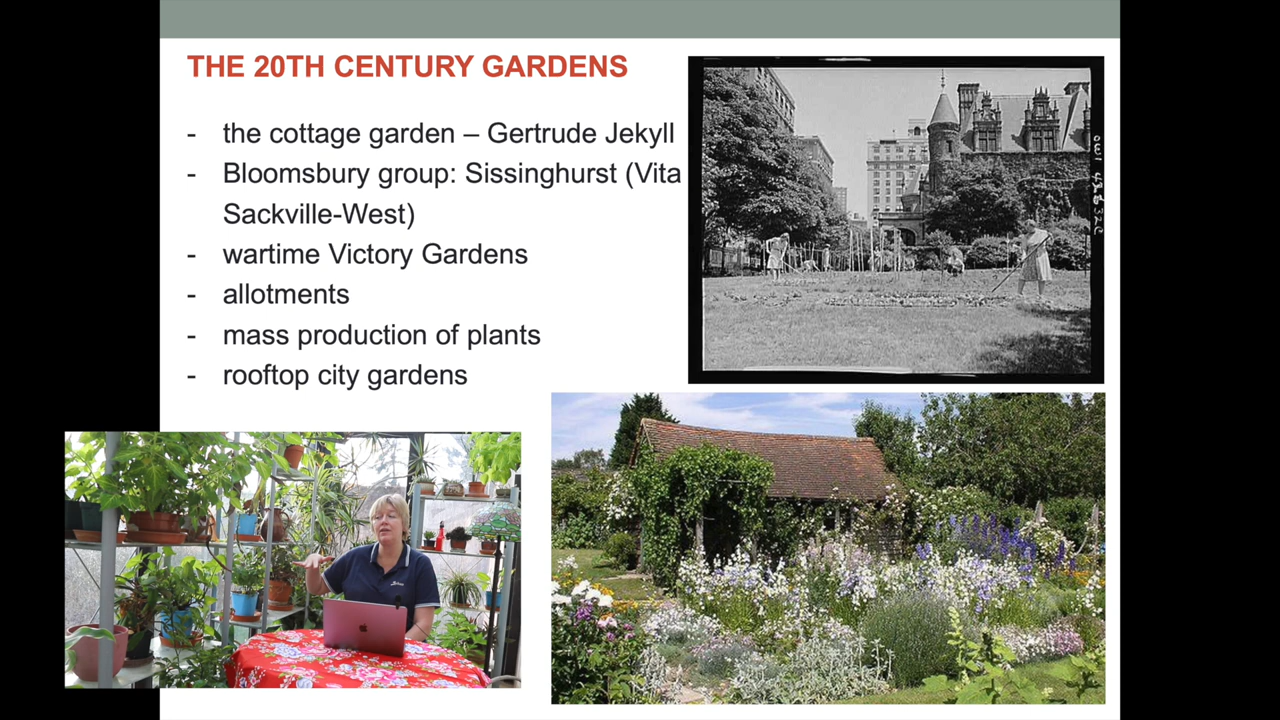 THE 20TH CENTURY GARDENS
- the cottage garden – Gertrude Jekyll
- Bloomsbury group: Sissinghurst (Vita
Sackville-West)
- wartime Victory Gardens
- allotments
- mass production of plants
- rooftop city gardens